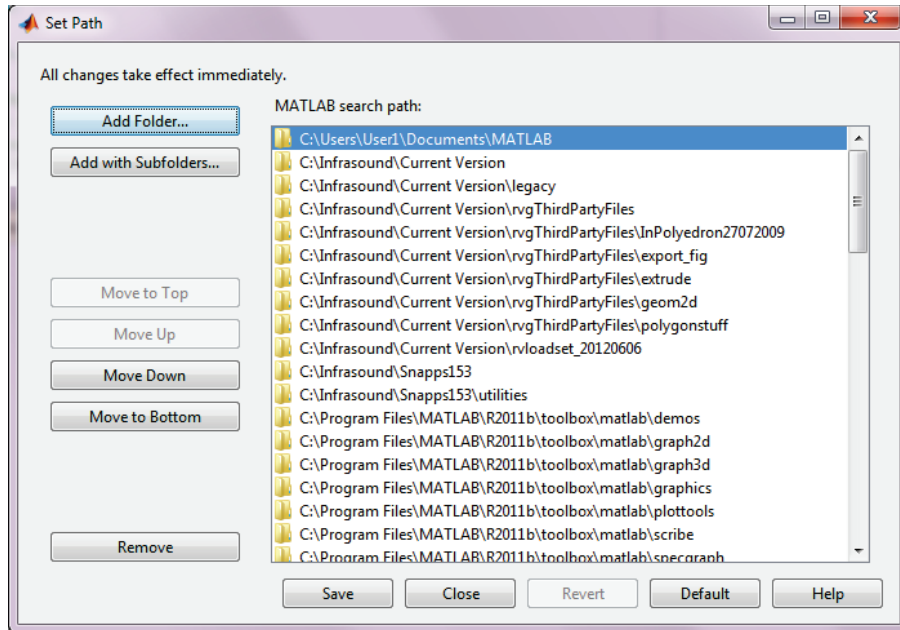 Set Path
All changes take effect immediately.
Add Folder...
Add with Subfolders...
Move to Top
Move Up
Move Down
Move to Bottom
Remove
MATLAB search path:
C:\Users\User1\Documents\MATLAB
C:\Infrasound\Current Version
C:\Infrasound\Current Version\legacy
C:\Infrasound\Current Version\rvgThirdPartyFiles
C:\Infrasound\Current Version\rvgThirdPartyFiles\InPolyedron27072009
C:\Infrasound\Current Version\rvgThirdPartyFiles\export_fig
C:\Infrasound\Current Version\rvgThirdPartyFiles\extrude
C:\Infrasound\Current Version\rvgThirdPartyFiles\geom2d
C:\Infrasound\Current Version\rvgThirdPartyFiles\polygonstuff
C:\Infrasound\Current Version\rvloadset_20120606
C:\Infrasound\Snapps153
C:\Infrasound\Snapps153\utilities
C:\Program Files\MATLAB\R2011b\toolbox\matlab\demos
C:\Program Files\MATLAB\R2011b\toolbox\matlab\graph2d
C:\Program Files\MATLAB\R2011b\toolbox\matlab\graph3d
C:\Program Files\MATLAB\R2011b\toolbox\matlab\graphics
C:\Program Files\MATLAB\R2011b\toolbox\matlab\plottools
C:\Program Files\MATLAB\R2011b\toolbox\matlab\scribe
C:\Program Files\MATLAB\R2011b\toolbox\matlab\specgraph
Save
Close
Revert
Default
Help